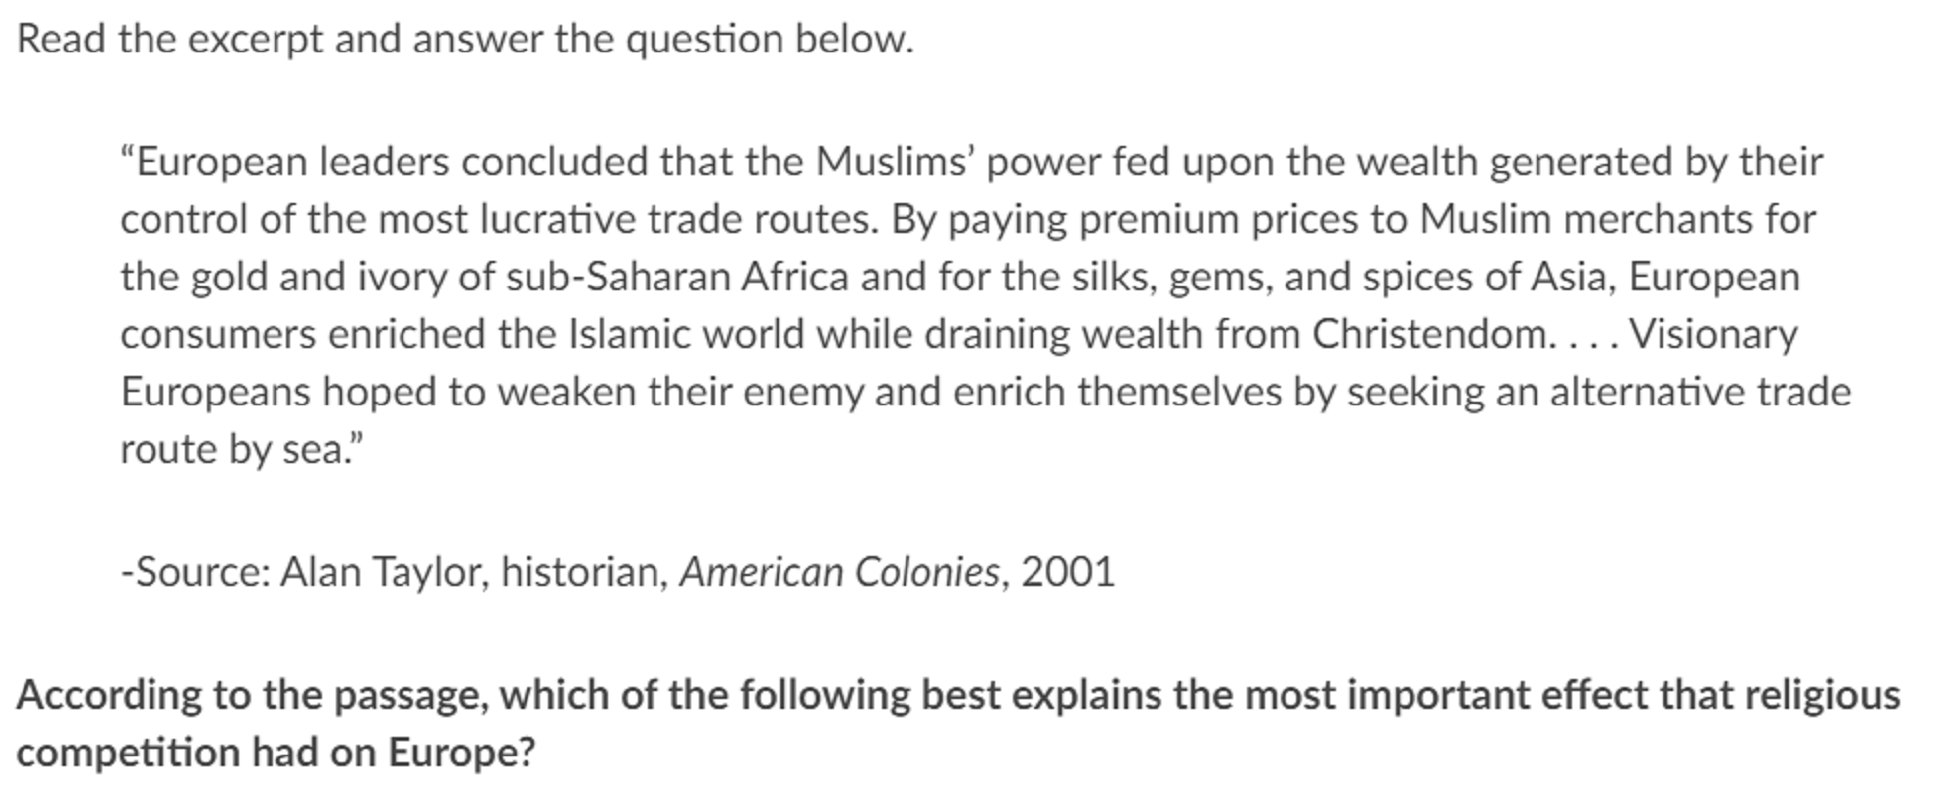 Read the excerpt and answer the question below.
“European leaders concluded that the Muslims’ power fed upon the wealth generated by their
control of the most lucrative trade routes. By paying premium prices to Muslim merchants for
the gold and ivory of sub-Saharan Africa and for the silks, gems, and spices of Asia, European
consumers enriched the Islamic world while draining wealth from Christendom. . . . Visionary
Europeans hoped to weaken their enemy and enrich themselves by seeking an alternative trade
route by sea.”
-Source: Alan Taylor, historian, American Colonies, 2001
According to the passage, which of the following best explains the most important effect that religious
competition had on Europe?